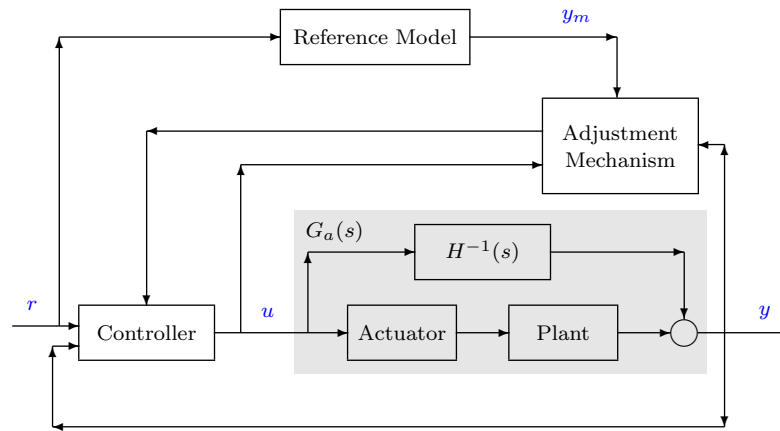 y_m
Reference Model
Adjustment
Mechanism
G_a(s)
H^{-1}(s)
r
Controller
u
Actuator
Plant
y